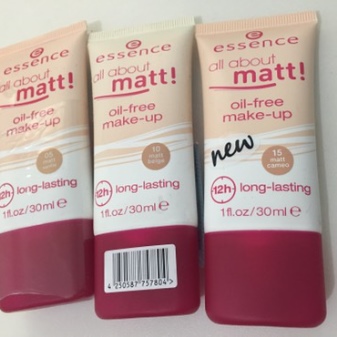 essence
all about
matt!
oil-free
make-up
05
matt
12h long-lasting
1fl.oz/30ml e
essence
all about
matt!
oil-free
make-up
10
matt
beige
12h long-lasting
1fl.oz/30ml e
4 250587 757804
essence
all about
matt!
oil-free
make-up
new
15
matt
cameo
12h long-lasting
1fl.oz/30ml e